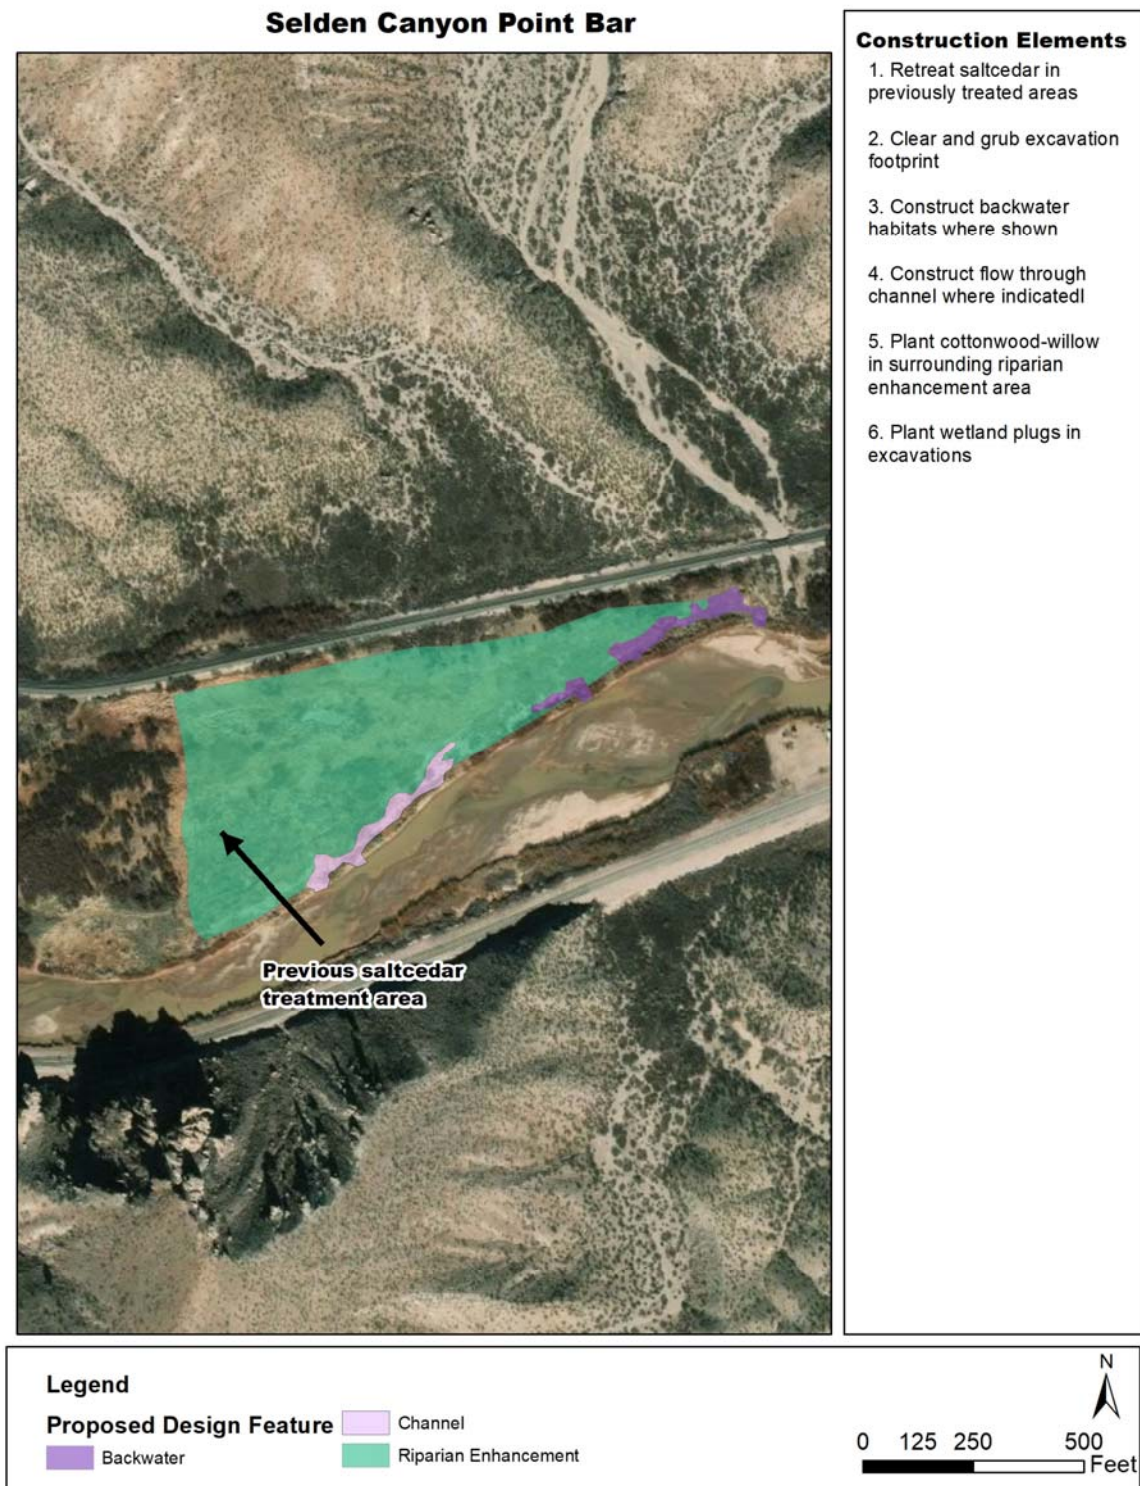 Selden Canyon Point Bar
Construction Elements
1. Retreat saltcedar in
previously treated areas
2. Clear and grub excavation
footprint
3. Construct backwater
habitats where shown
4. Construct flow through
channel where indicatedl
5. Plant cottonwood-willow
in surrounding riparian
enhancement area
6. Plant wetland plugs in
excavations
Previous saltcedar
treatment area
Legend
Proposed Design Feature
Backwater
Channel
Riparian Enhancement
N
0 125 250 500
Feet